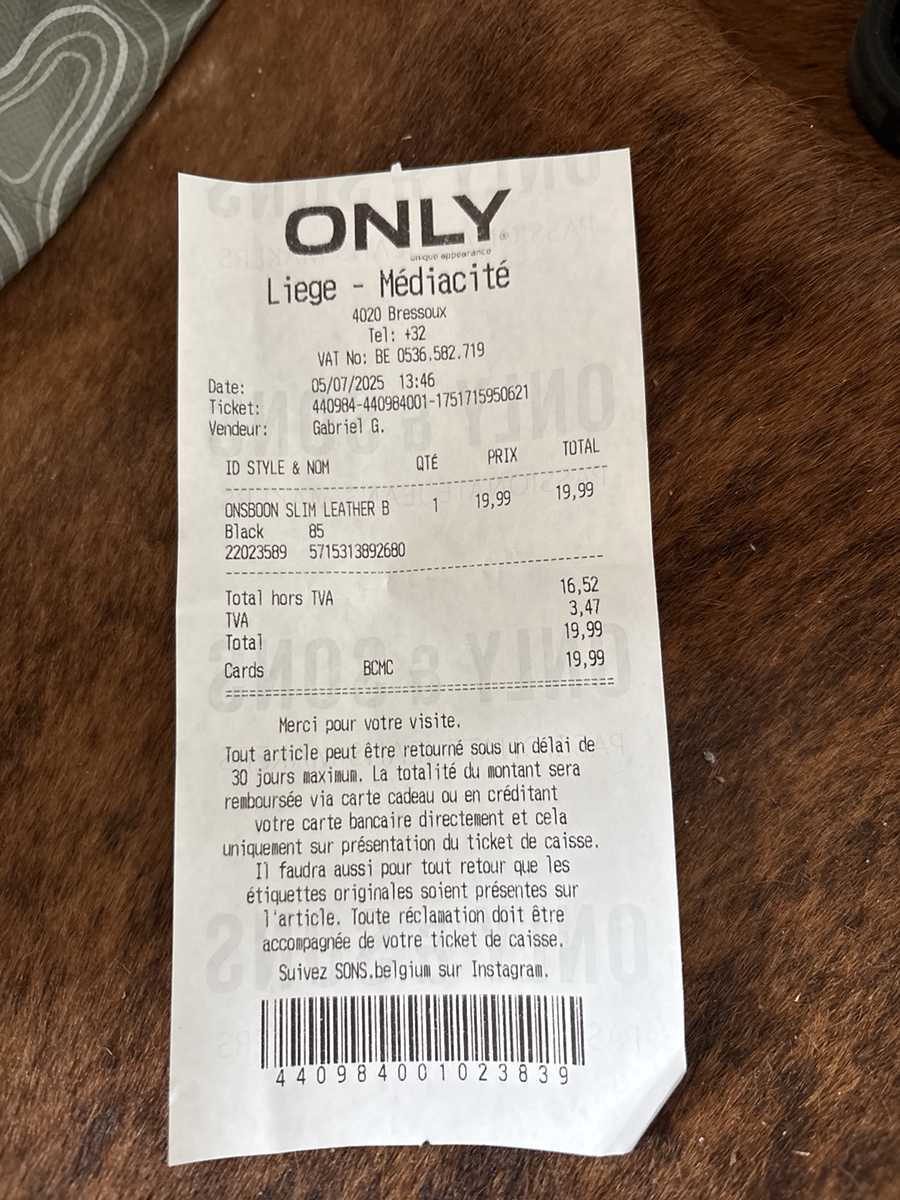 ONLY
unique appearance
Liege - Médiacité
4020 Bressoux
Tel: +32
VAT No: BE 0536.582.719
Date: 05/07/2025 13:46
Ticket: 440984-440984001-1751715950621
Vendeur: Gabriel G.
ID STYLE & NOM QTÉ PRIX TOTAL
ONSBOON SLIM LEATHER B 1 19,99 19,99
Black 85
22023589 5715313892680
Total hors TVA 16,52
TVA 3,47
Total 19,99
Cards BCMC 19,99
Merci pour votre visite.
Tout article peut être retourné sous un délai de
30 jours maximum. La totalité du montant sera
remboursée via carte cadeau ou en créditant
votre carte bancaire directement et cela
uniquement sur présentation du ticket de caisse.
Il faudra aussi pour tout retour que les
étiquettes originales soient présentes sur
l'article. Toute réclamation doit être
accompagnée de votre ticket de caisse.
Suivez SONS.belgium sur Instagram.
440984001023839